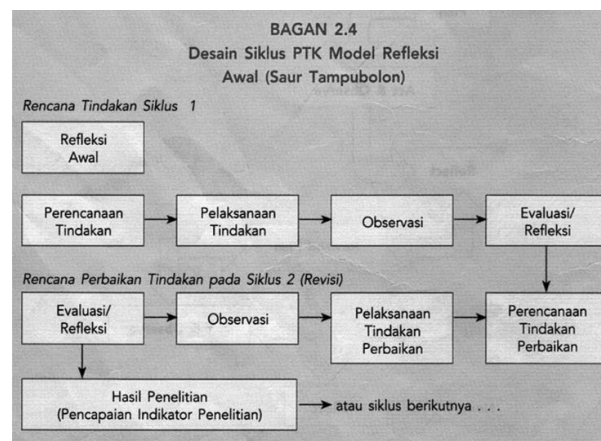 BAGAN 2.4
Desain Siklus PTK Model Refleksi
Awal (Saur Tampubolon)
Rencana Tindakan Siklus 1
Refleksi
Awal
Perencanaan
Tindakan
Pelaksanaan
Tindakan
Observasi
Evaluasi/
Refleksi
Rencana Perbaikan Tindakan pada Siklus 2 (Revisi)
Evaluasi/
Refleksi
Observasi
Pelaksanaan
Tindakan
Perbaikan
Perencanaan
Tindakan
Perbaikan
Hasil Penelitian
(Pencapaian Indikator Penelitian)
atau siklus berikutnya . . .